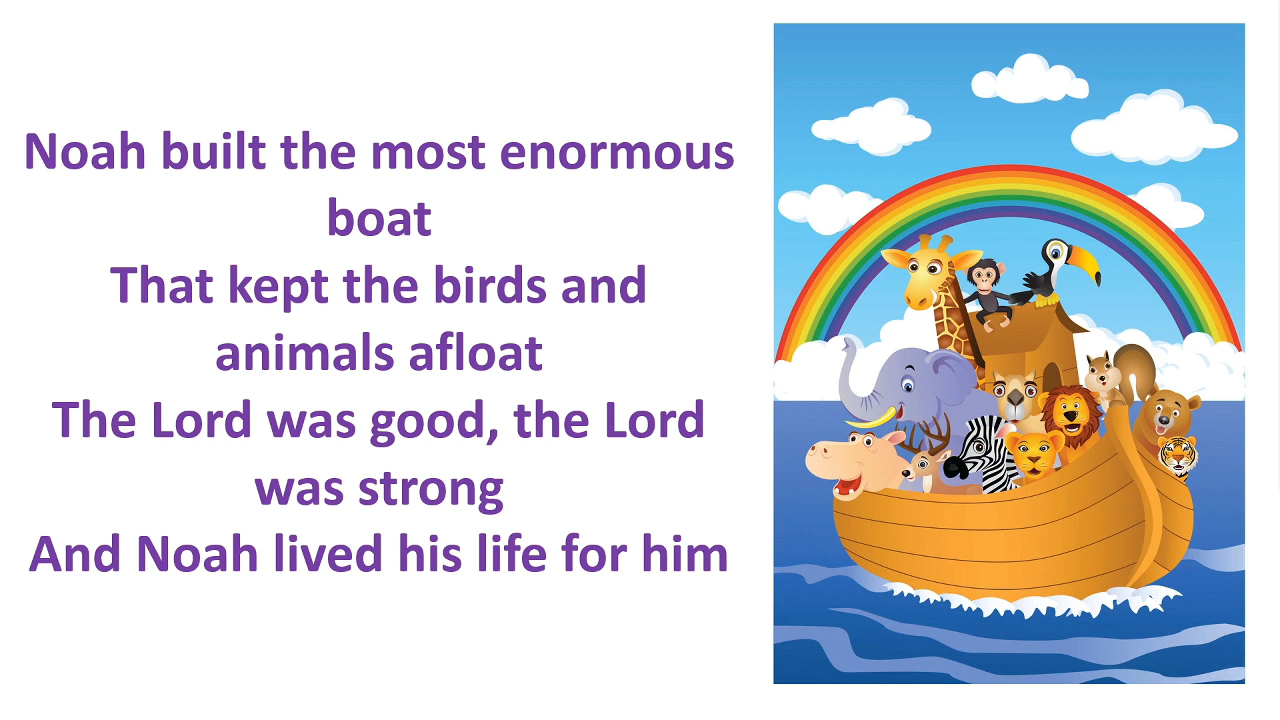 Noah built the most enormous
boat
That kept the birds and
animals afloat
The Lord was good, the Lord
was strong
And Noah lived his life for him